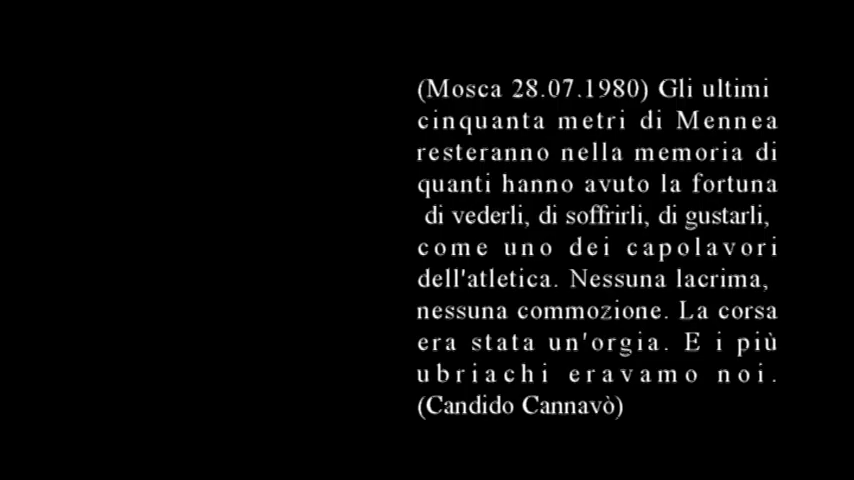 (Mosca 28.07.1980) Gli ultimi
cinquanta metri di Mennea
resteranno nella memoria di
quanti hanno avuto la fortuna
di vederli, di soffrirli, di gustarli,
come uno dei capolavori
dell'atletica. Nessuna lacrima,
nessuna commozione. La corsa
era stata un'orgia. E i più
ubriachi eravamo noi.
(Candido Cannavò)